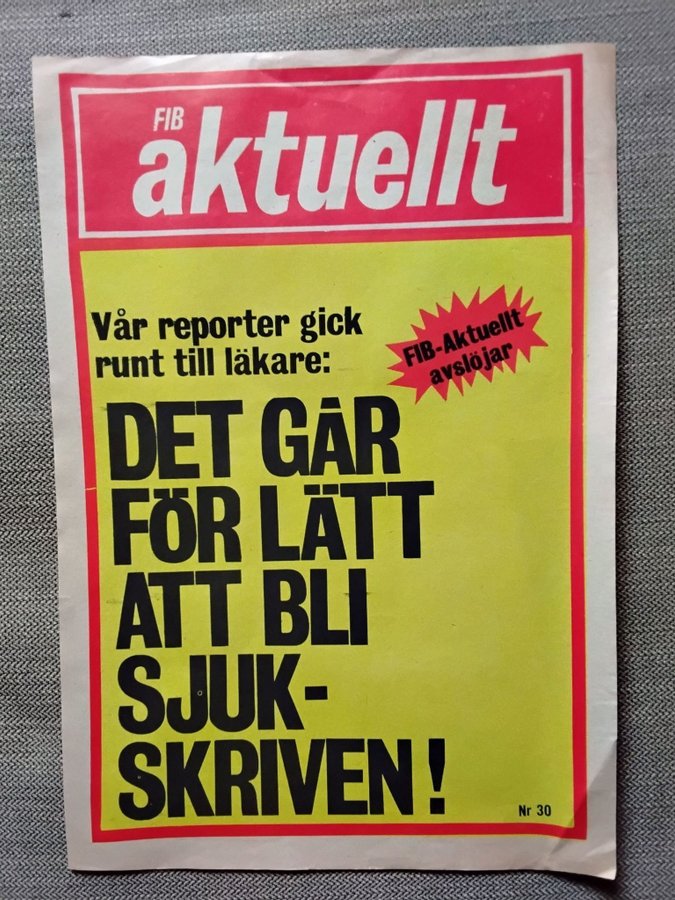 FIB
aktuellt
Vår reporter gick
runt till läkare:
FIB-Aktuellt
avslöjar
DET GÅR
FÖR LÄTT
ATT BLI
SJUK-
SKRIVEN!
Nr 30